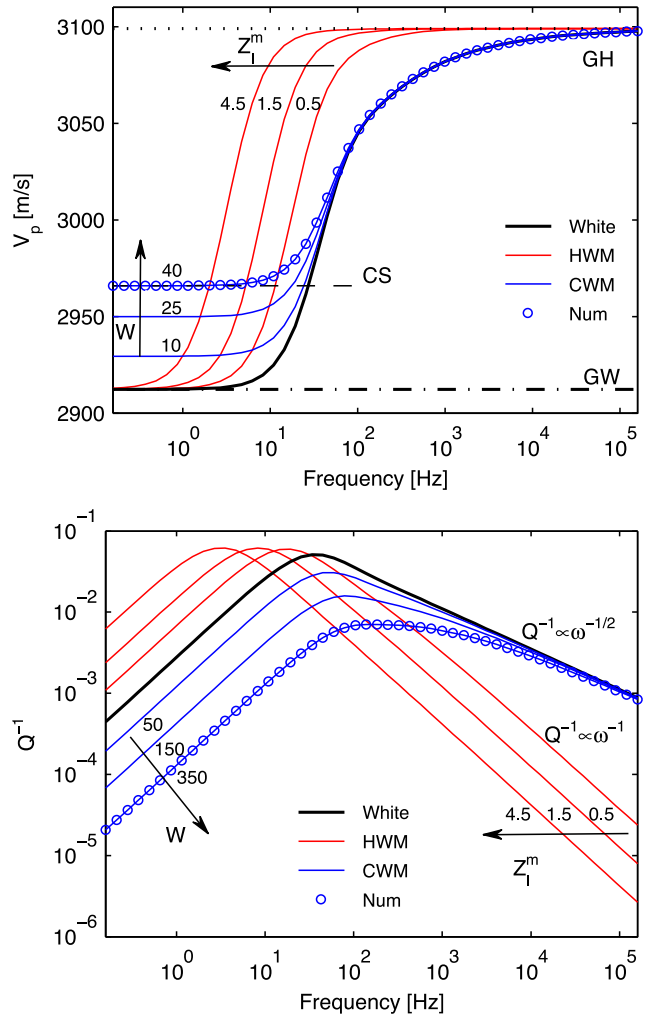 3100
3050
3000
2950
2900
V_p [m/s]
Z_I^m
GH
4.5 1.5 0.5
White
HWM
CWM
Num
40
CS
25
W
10
GW
10^0 10^1 10^2 10^3 10^4 10^5
Frequency [Hz]
10^-1
10^-2
10^-3
10^-4
10^-5
10^-6
Q^-1
Q^-1∝ω^-1/2
Q^-1∝ω^-1
50
150
350
W
4.5 1.5 0.5
Z_I^m
White
HWM
CWM
Num
10^0 10^1 10^2 10^3 10^4 10^5
Frequency [Hz]